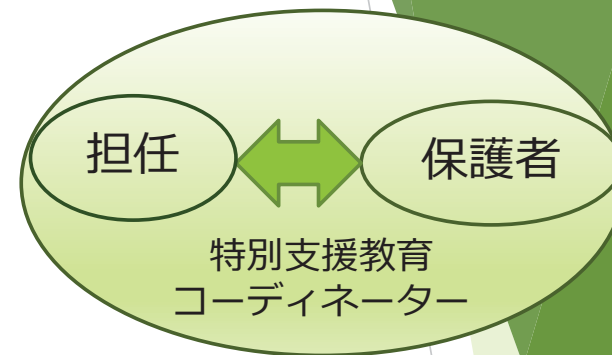 担任
保護者
特別支援教育
コーディネーター